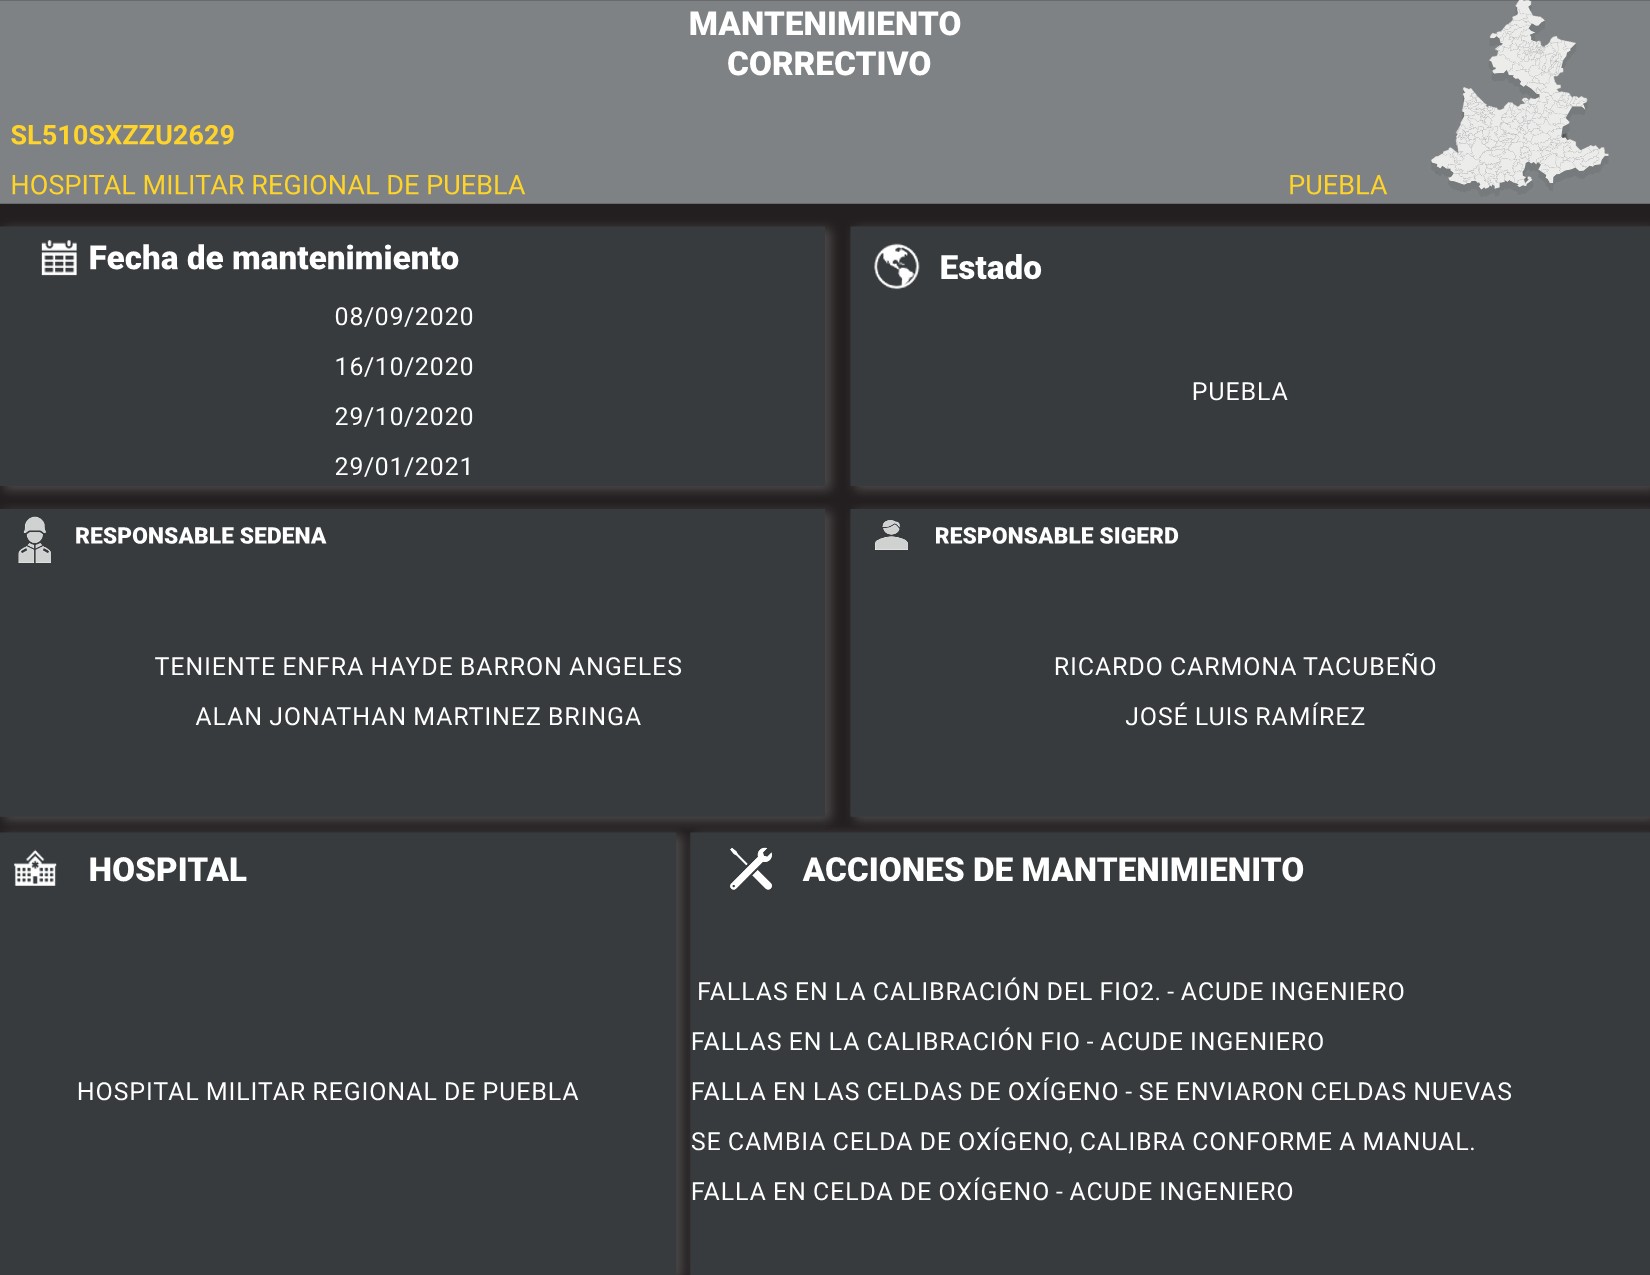 MANTENIMIENTO
CORRECTIVO
SL510SXZZU2629
HOSPITAL MILITAR REGIONAL DE PUEBLA
PUEBLA
Fecha de mantenimiento
08/09/2020
16/10/2020
29/10/2020
29/01/2021
Estado
PUEBLA
RESPONSABLE SEDENA
TENIENTE ENFRA HAYDE BARRON ANGELES
ALAN JONATHAN MARTINEZ BRINGA
RESPONSABLE SIGERD
RICARDO CARMONA TACUBEÑO
JOSÉ LUIS RAMÍREZ
HOSPITAL
HOSPITAL MILITAR REGIONAL DE PUEBLA
ACCIONES DE MANTENIMIENITO
FALLAS EN LA CALIBRACIÓN DEL FIO2. - ACUDE INGENIERO
FALLAS EN LA CALIBRACIÓN FIO - ACUDE INGENIERO
FALLA EN LAS CELDAS DE OXÍGENO - SE ENVIARON CELDAS NUEVAS
SE CAMBIA CELDA DE OXÍGENO, CALIBRA CONFORME A MANUAL.
FALLA EN CELDA DE OXÍGENO - ACUDE INGENIERO